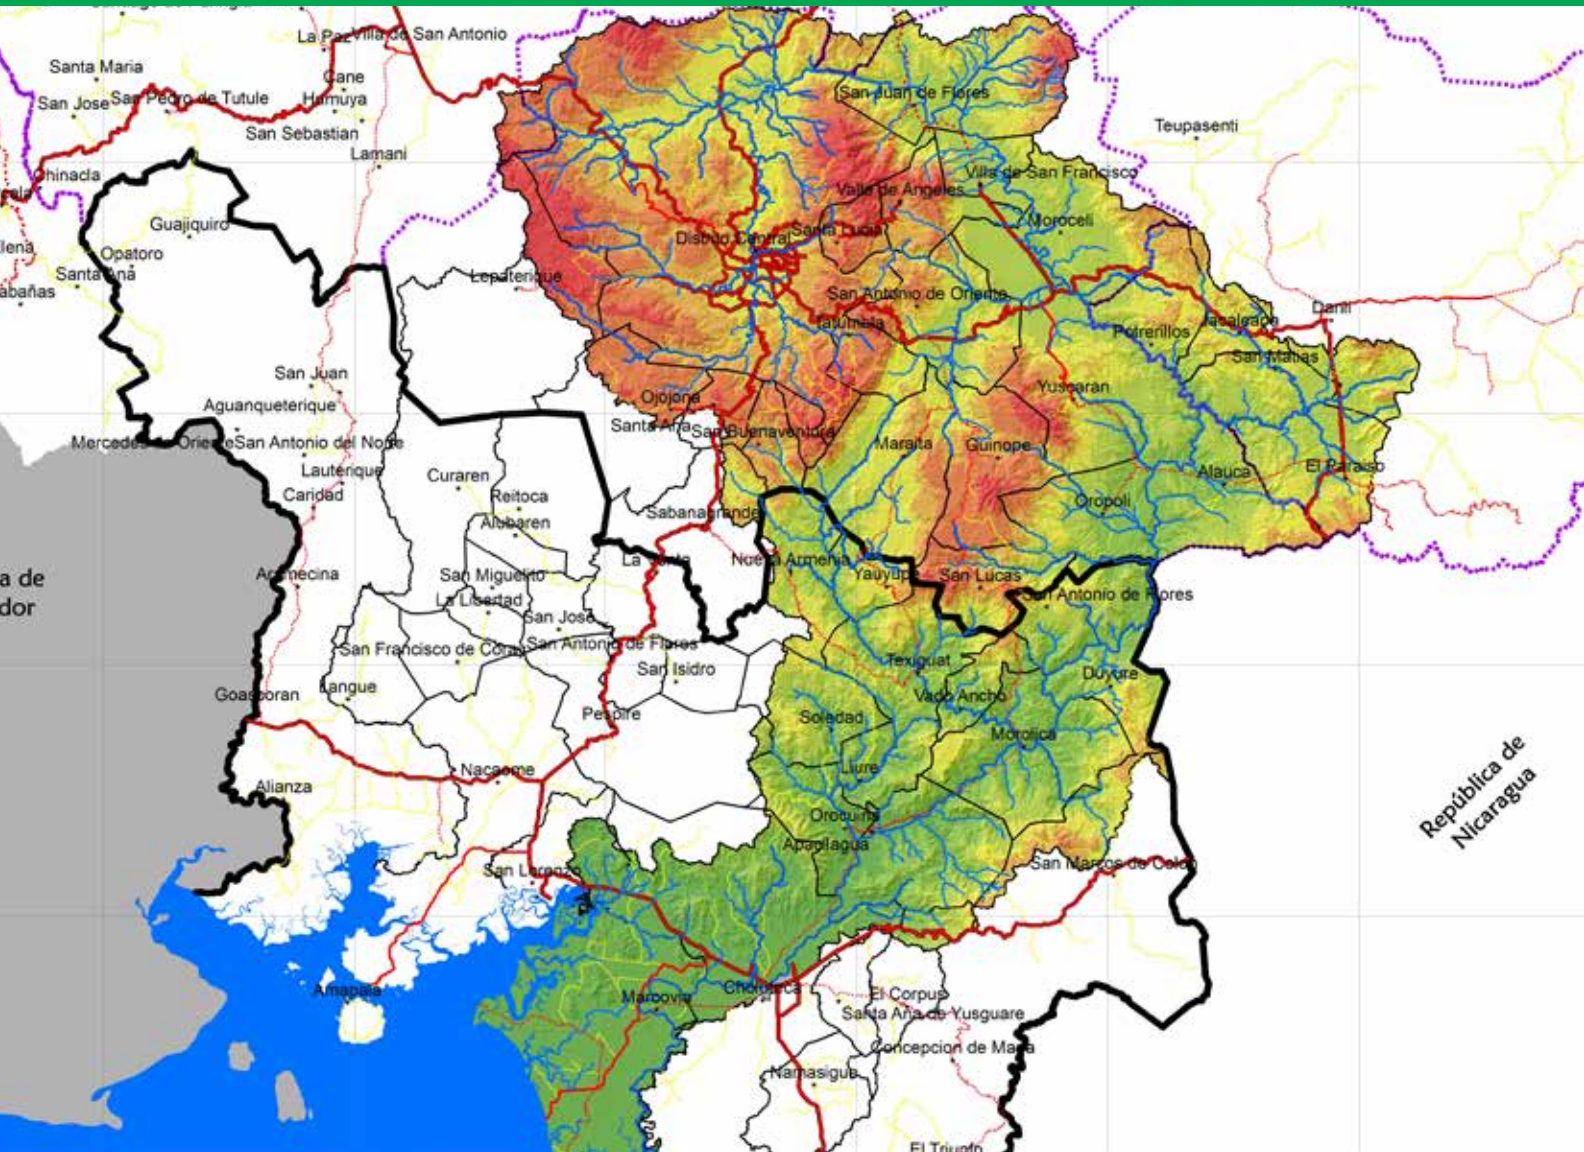 La Paz
Villa de San Antonio
Santa Maria
Cane
San Jose
San Pedro de Tutule
Humuya
San Juan de Flores
San Sebastian
Teupasenti
Lamani
Chinacla
Villa de San Francisco
Valle de Angeles
Guajiquiro
Moroceli
Santa Lucia
Distrito Central
Opatoro
Santa Ana
Lepaterique
abañas
San Antonio de Oriente
Danli
Tatumbla
Jacaleapa
Potrerillos
San Matias
San Juan
Yuscaran
Ojojona
Aguanqueterique
Santa Ana
San Buenaventura
Mercedes de Oriente
San Antonio del Norte
Maraita
Guinope
Lauterique
Curaren
Alauca
El Paraiso
Caridad
Reitoca
Oropoli
Sabanagrande
Alubaren
La Venta
Nueva Armenia
Aramecina
San Miguelito
Yauyupe
San Lucas
a de
dor
La Libertad
San Antonio de Flores
San Jose
San Francisco de Coray
San Antonio de Flores
Texiguat
San Isidro
Duyure
Goascoran
Langue
Vado Ancho
Pespire
Soledad
Morolica
Nacaome
Liure
Alianza
República de
Nicaragua
Orocuina
Apacilagua
San Lorenzo
San Marcos de Colon
Amapala
Marcovia
Choluteca
El Corpus
Santa Ana de Yusguare
Concepcion de Maria
Namasigue
El Triunfo